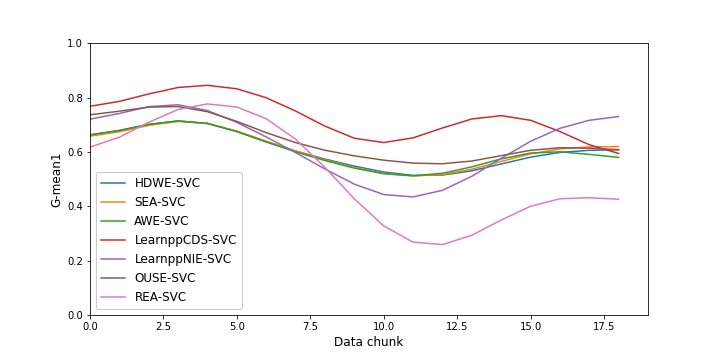 1.0
0.8
0.6
0.4
0.2
0.0
G-mean1
HDWE-SVC
SEA-SVC
AWE-SVC
LearnppCDS-SVC
LearnppNIE-SVC
OUSE-SVC
REA-SVC
0.0 2.5 5.0 7.5 10.0 12.5 15.0 17.5
Data chunk